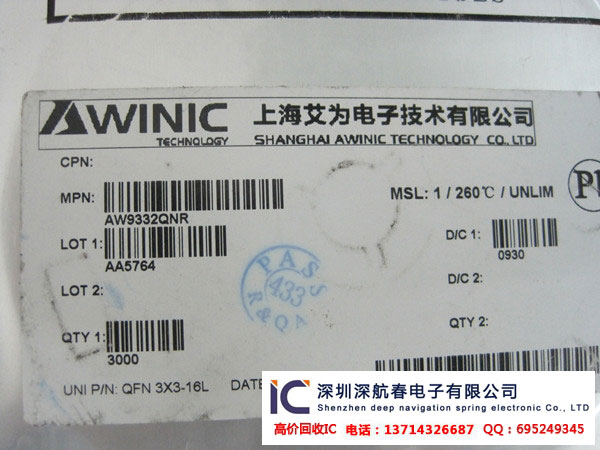 AWINIC
TECHNOLOGY
上海艾为电子技术有限公司
SHANGHAI AWINIC TECHNOLOGY CO., LTD
CPN:
MPN:
AW9332QNR
MSL: 1 / 260℃ / UNLIM
LOT 1:
AA5764
D/C 1:
0930
LOT 2:
D/C 2:
PASS
433
R&QA
QTY 1:
3000
QTY 2:
UNI P/N: QFN 3X3-16L
DATE
IC
深圳深航春电子有限公司
Shenzhen deep navigation spring electronic Co., Ltd
高价回收IC 电话：13714326687 QQ：695249345